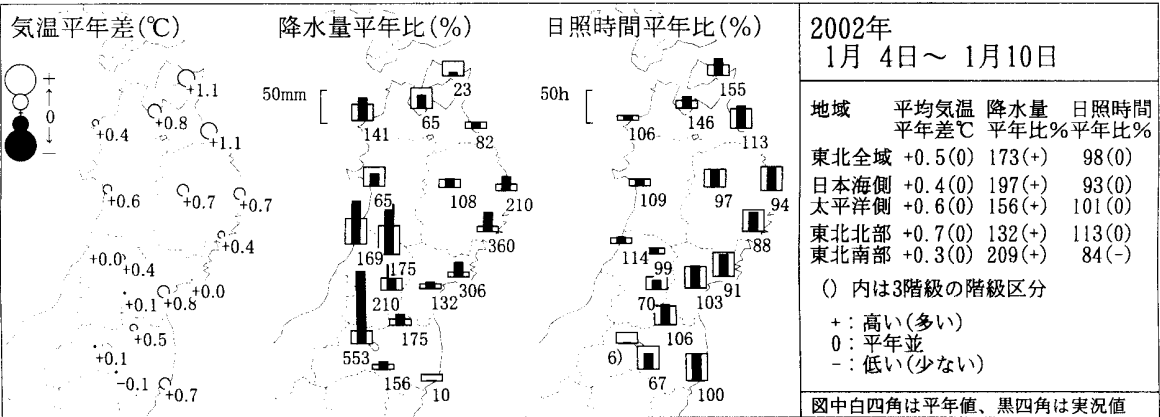 気温平年差(℃)
+
↑
0
↓
−
+1.1
+0.8
+0.4
+1.1
+0.6
+0.7
+0.7
+0.4
+0.0
+0.4
+0.1
+0.8
+0.0
+0.5
+0.1
-0.1
+0.7
降水量平年比(%)
50mm
23
65
141
82
65
108
210
360
169
175
306
210
132
175
553
156
10
日照時間平年比(%)
50h
155
146
106
113
109
97
94
88
114
99
91
70
103
106
6)
67
100
2002年
1月 4日～ 1月10日
地域 平均気温 降水量 日照時間
平年差℃ 平年比% 平年比%
東北全域 +0.5(0) 173(+) 98(0)
日本海側 +0.4(0) 197(+) 93(0)
太平洋側 +0.6(0) 156(+) 101(0)
東北北部 +0.7(0) 132(+) 113(0)
東北南部 +0.3(0) 209(+) 84(-)
() 内は3階級の階級区分
+：高い(多い)
0：平年並
-：低い(少ない)
図中白四角は平年値、黒四角は実況値